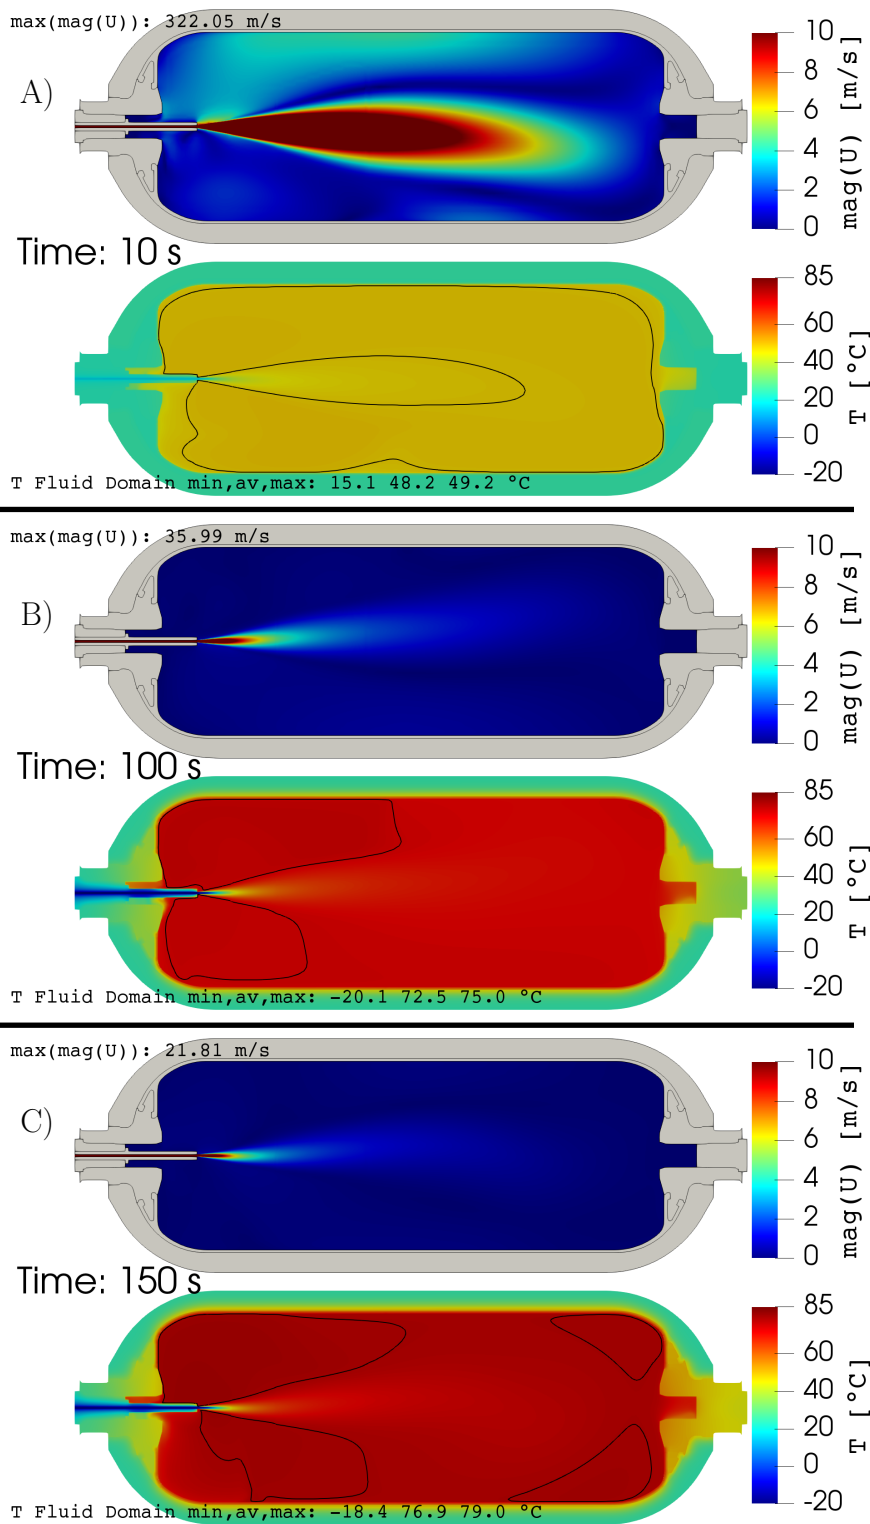 max(mag(U)): 322.05 m/s
A)
10
8
6
4
2
0
mag(U) [m/s]
Time: 10 s
85
60
40
20
0
-20
T [°C]
T Fluid Domain min,av,max: 15.1 48.2 49.2 °C
max(mag(U)): 35.99 m/s
B)
10
8
6
4
2
0
mag(U) [m/s]
Time: 100 s
85
60
40
20
0
-20
T [°C]
T Fluid Domain min,av,max: -20.1 72.5 75.0 °C
max(mag(U)): 21.81 m/s
C)
10
8
6
4
2
0
mag(U) [m/s]
Time: 150 s
85
60
40
20
0
-20
T [°C]
T Fluid Domain min,av,max: -18.4 76.9 79.0 °C